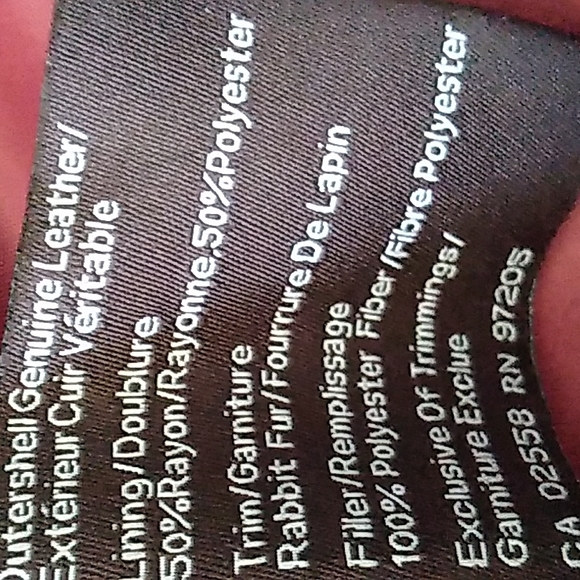 Outershell Genuine Leather/
Extérieur Cuir Véritable
Lining/Doublure
50%Rayon/Rayonne.50%Polyester
Trim/Garniture
Rabbit Fur/Fourrure De Lapin
Filler/Remplissage
100% Polyester Fiber/Fibre Polyester
Exclusive Of Trimmings/
Garniture Exclue
CA 02558 RN 97205